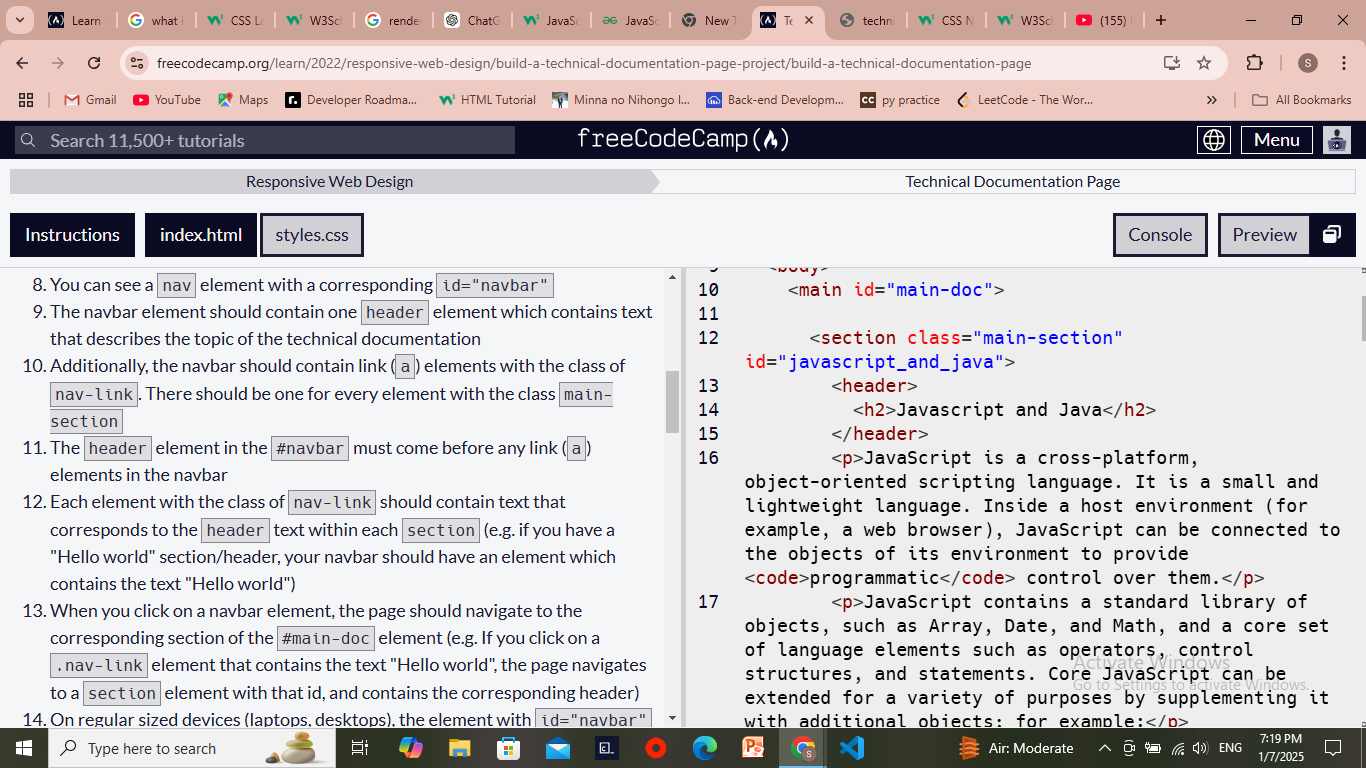 Learn
what i
CSS La
W3Sch
rende
ChatG
JavaSc
JavaSc
New T
Te
techni
CSS N
W3Sch
(155)
freecodecamp.org/learn/2022/responsive-web-design/build-a-technical-documentation-page-project/build-a-technical-documentation-page
S
Gmail
YouTube
Maps
Developer Roadma...
HTML Tutorial
Minna no Nihongo I...
Back-end Developm...
py practice
LeetCode - The Wor...
All Bookmarks
Search 11,500+ tutorials
freeCodeCamp
Menu
Responsive Web Design
Technical Documentation Page
Instructions
index.html
styles.css
Console
Preview
8. You can see a nav element with a corresponding id="navbar"
9. The navbar element should contain one header element which contains text
that describes the topic of the technical documentation
10. Additionally, the navbar should contain link (a) elements with the class of
nav-link. There should be one for every element with the class main-
section
11. The header element in the #navbar must come before any link (a)
elements in the navbar
12. Each element with the class of nav-link should contain text that
corresponds to the header text within each section (e.g. if you have a
"Hello world" section/header, your navbar should have an element which
contains the text "Hello world")
13. When you click on a navbar element, the page should navigate to the
corresponding section of the #main-doc element (e.g. If you click on a
.nav-link element that contains the text "Hello world", the page navigates
to a section element with that id, and contains the corresponding header)
14. On regular sized devices (laptops, desktops), the element with id="navbar"
9 <body>
10 <main id="main-doc">
11
12 <section class="main-section"
id="javascript_and_java">
13 <header>
14 <h2>Javascript and Java</h2>
15 </header>
16 <p>JavaScript is a cross-platform,
object-oriented scripting language. It is a small and
lightweight language. Inside a host environment (for
example, a web browser), JavaScript can be connected to
the objects of its environment to provide
<code>programmatic</code> control over them.</p>
17 <p>JavaScript contains a standard library of
objects, such as Array, Date, and Math, and a core set
of language elements such as operators, control
structures, and statements. Core JavaScript can be
extended for a variety of purposes by supplementing it
with additional objects; for example:</p>
Activate Windows
Go to Settings to activate Windows.
Type here to search
Air: Moderate
ENG
7:19 PM
1/7/2025